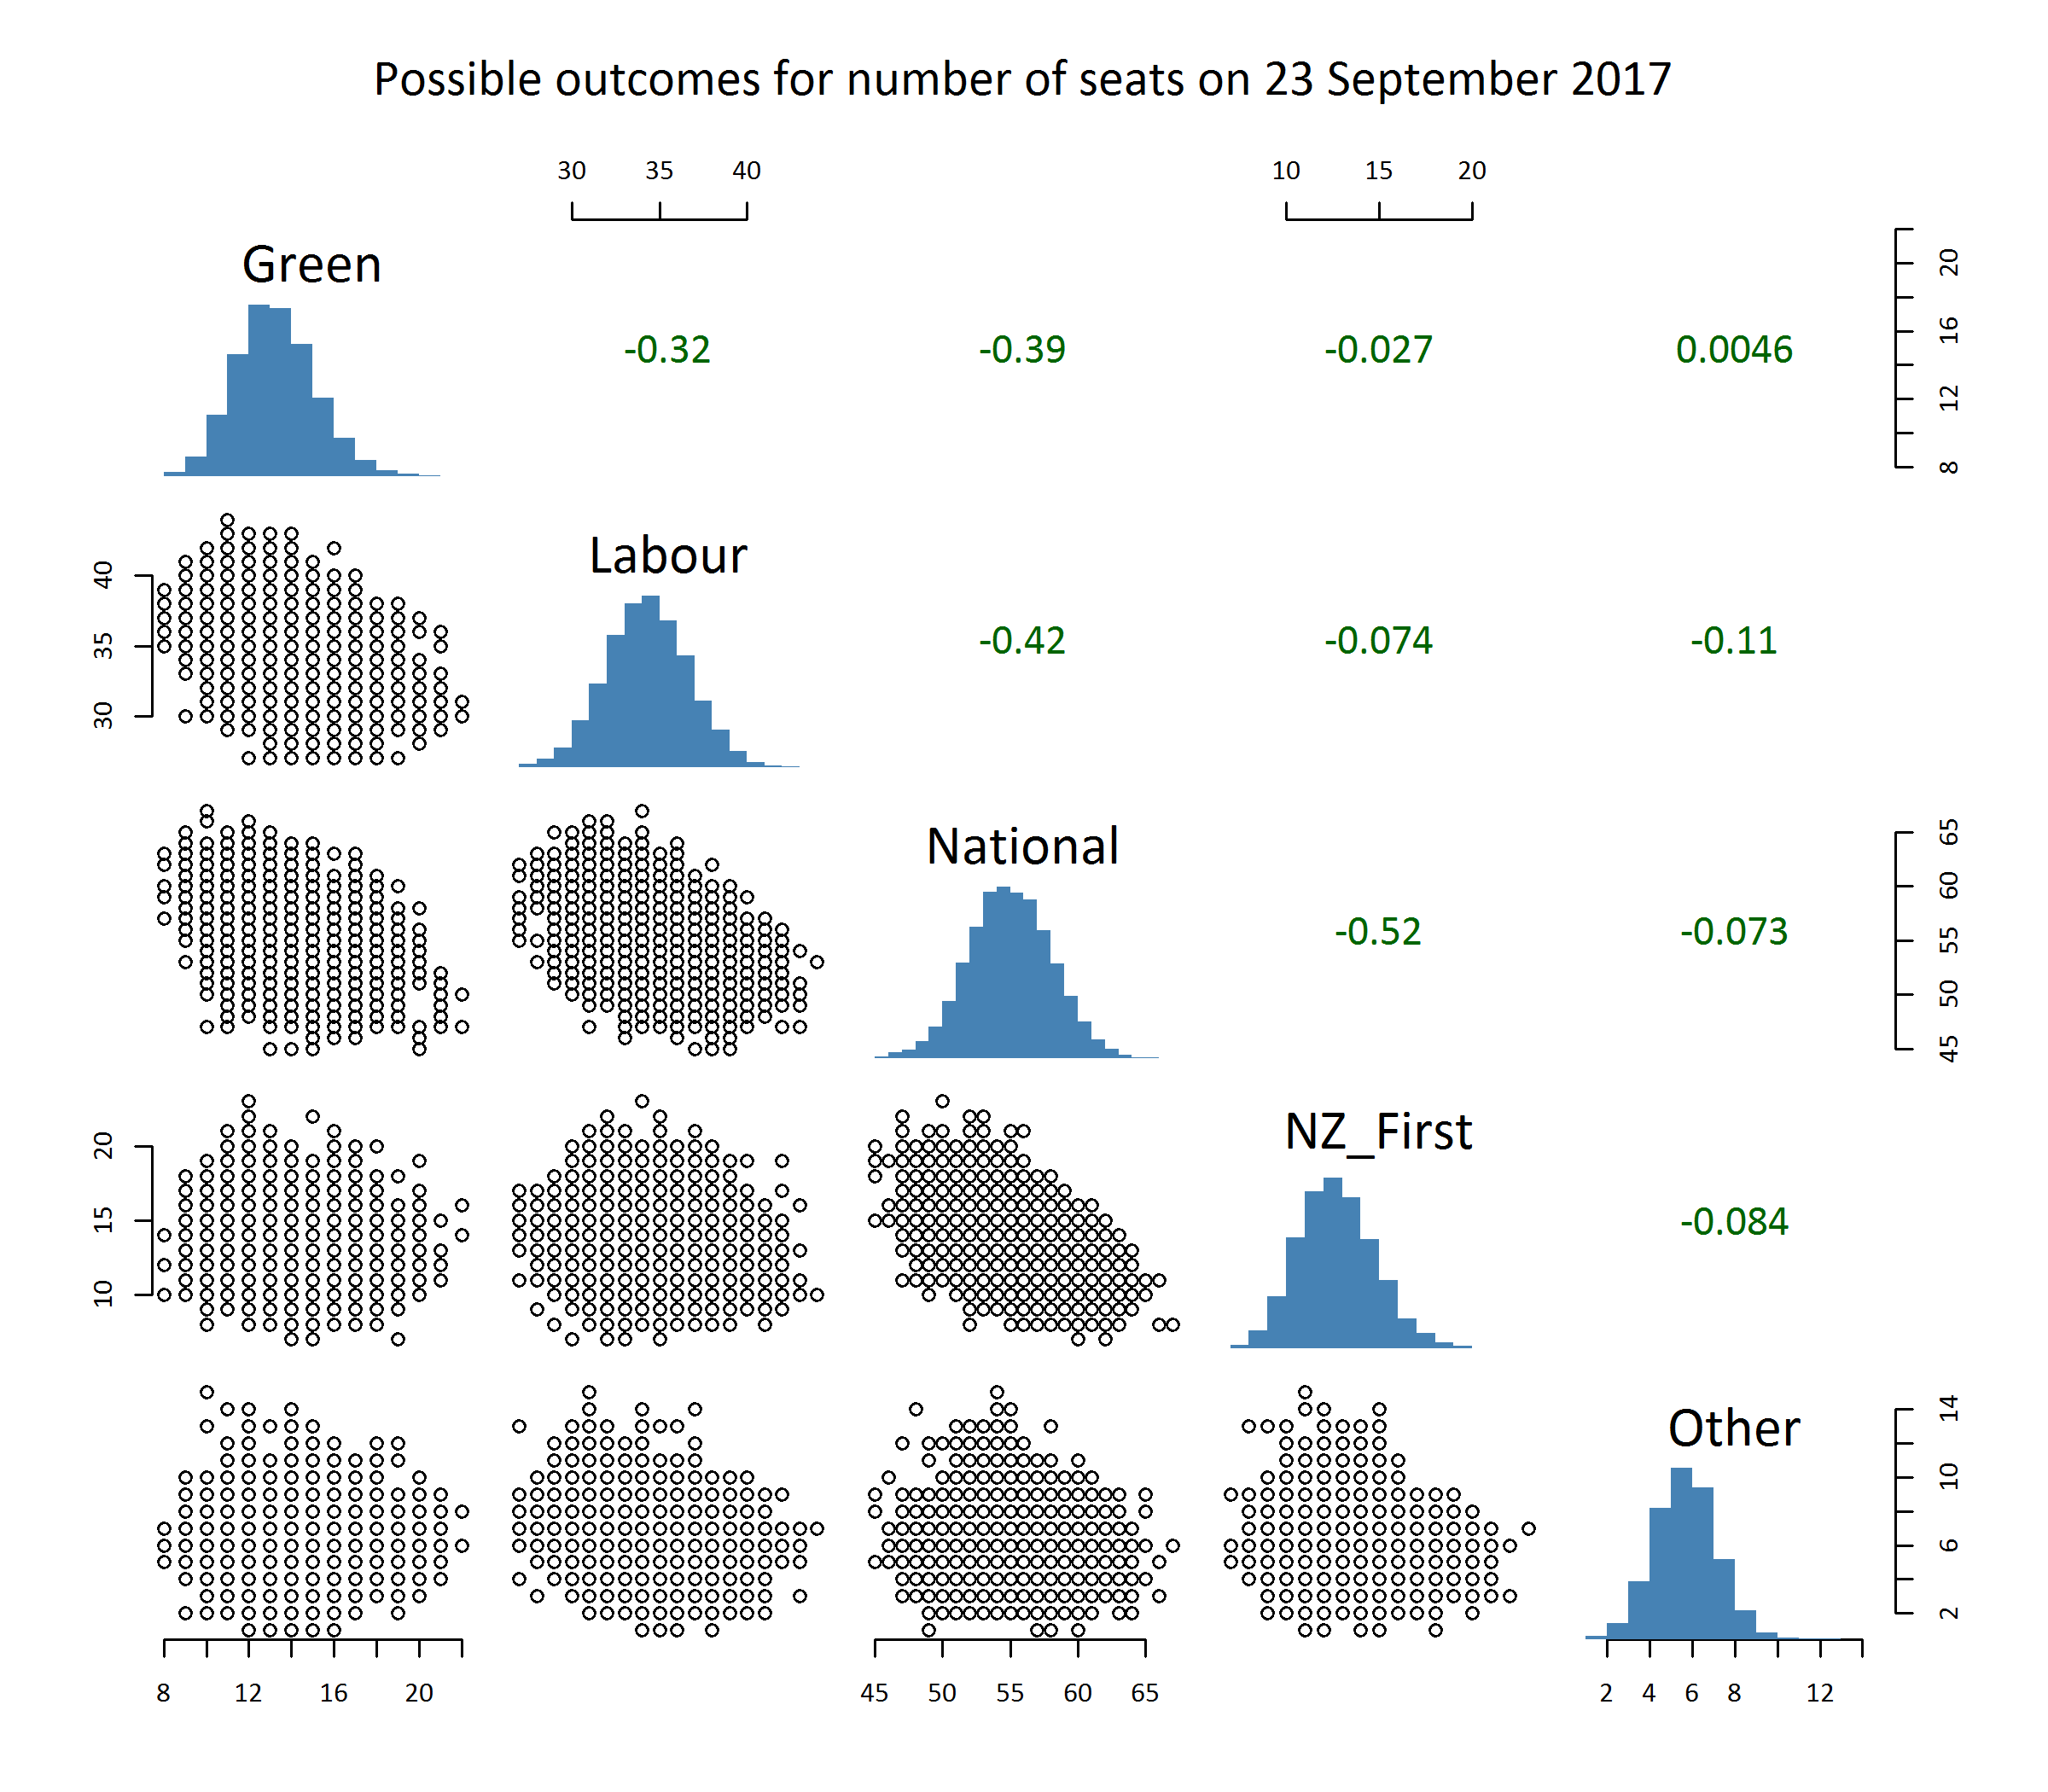 Possible outcomes for number of seats on 23 September 2017
30 35 40
10 15 20
Green
-0.32
-0.39
-0.027
0.0046
20
16
12
8
40
35
30
Labour
-0.42
-0.074
-0.11
National
-0.52
-0.073
65
60
55
50
45
20
15
10
NZ_First
-0.084
Other
14
10
6
2
8 12 16 20
45 50 55 60 65
2 4 6 8 12